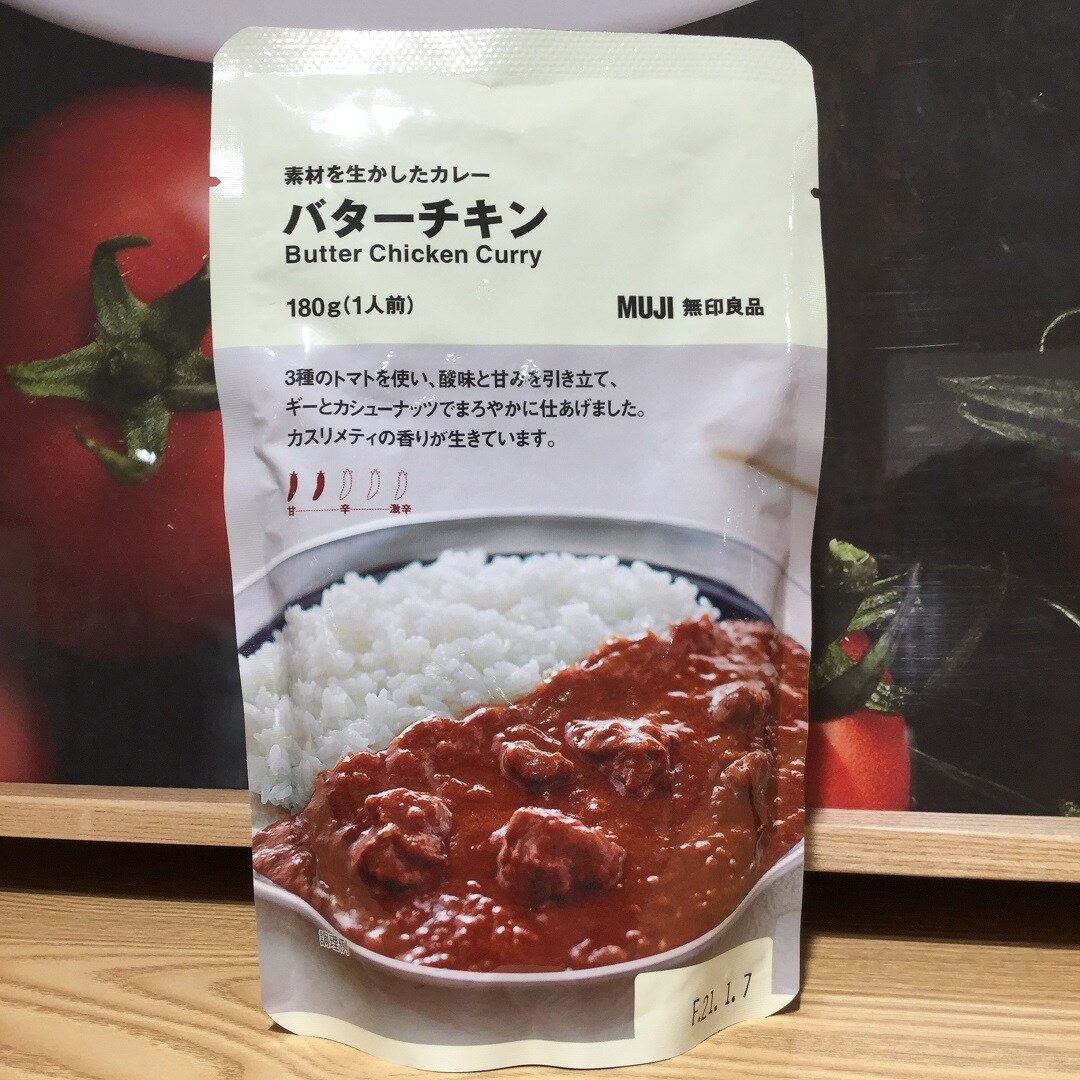 素材を生かしたカレー
バターチキン
Butter Chicken Curry
180g(1人前)
MUJI 無印良品
3種のトマトを使い、酸味と甘みを引き立て、
ギーとカシューナッツでまろやかに仕あげました。
カスリメティの香りが生きています。
甘 辛 激辛
調理例
F.21. 1. 7